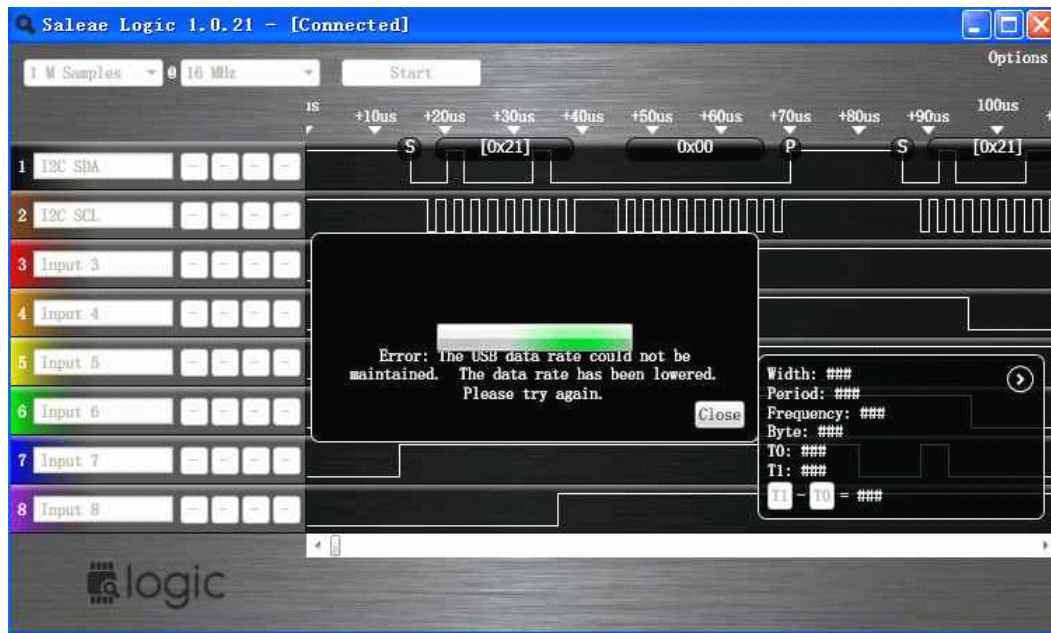 Saleae Logic 1.0.21 - [Connected]
1 M Samples @ 16 MHz Start Options
+10us +20us +30us +40us +50us +60us +70us +80us +90us 100us
1 I2C SDA - - - - S [0x21] 0x00 P S [0x21]
2 I2C SCL - - - -
3 Input 3 - - - -
4 Input 4 - - - -
5 Input 5 - - - -
6 Input 6 - - - -
7 Input 7 - - - -
8 Input 8 - - - -
Error: The USB data rate could not be
maintained. The data rate has been lowered.
Please try again.
Close
Width: ###
Period: ###
Frequency: ###
Byte: ###
T0: ###
T1: ###
T1 - T0 = ###
logic